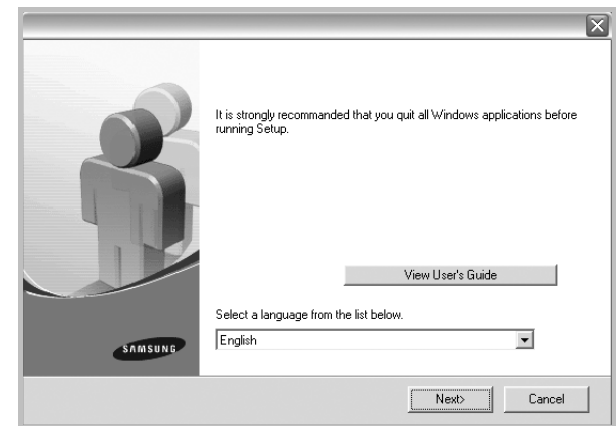 It is strongly recommanded that you quit all Windows applications before
running Setup.
View User's Guide
Select a language from the list below.
English
SAMSUNG
Next>
Cancel